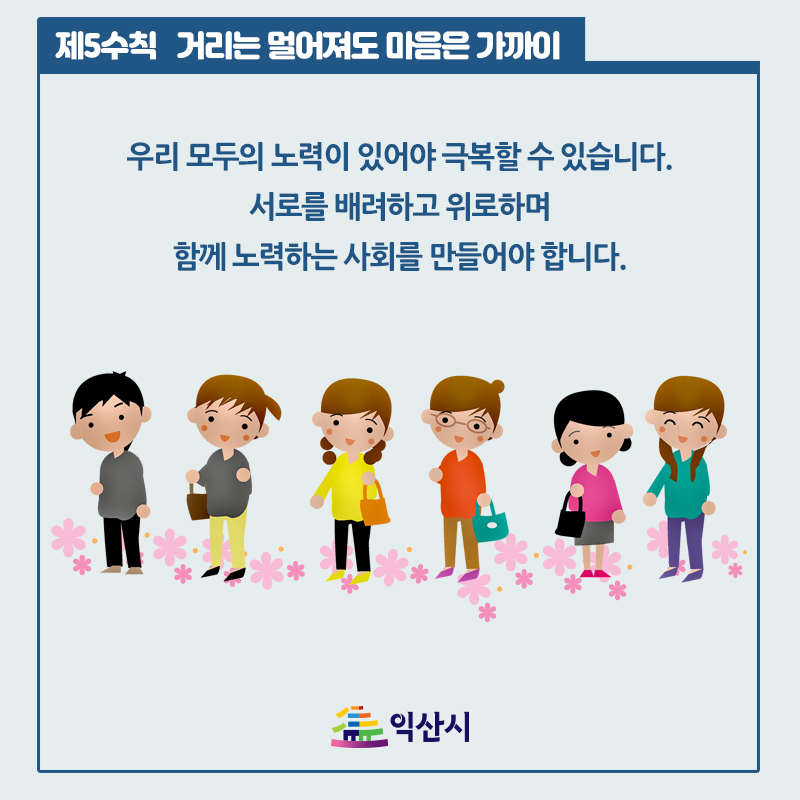 제5수칙 거리는 멀어져도 마음은 가까이
우리 모두의 노력이 있어야 극복할 수 있습니다.
서로를 배려하고 위로하며
함께 노력하는 사회를 만들어야 합니다.
익산시